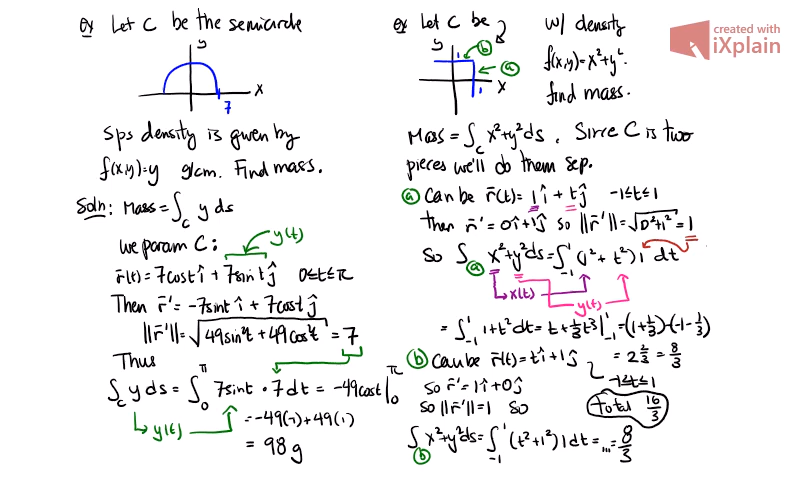 ex Let C be the semicircle
y
x
7
Sps density is given by
f(x,y)=y g/cm. Find mass.
Soln: Mass = ∫_C y ds
y(t)
we param C:
r̄(t) = 7cost î + 7sint ĵ 0≤t≤π
Then r̄' = -7sint î + 7cost ĵ
||r̄'|| = √(49sin²t + 49cos²t) = 7
Thus
∫_C y ds = ∫_0^π 7sint · 7 dt = -49cost |_0^π
y(t)
= -49(-1) + 49(1)
= 98 g
ex Let C be
w/ density
f(x,y) = x²+y².
find mass.
y
1
b
a
x
1
Mass = ∫_C x²+y² ds. Since C is two
pieces we'll do them sep.
a Can be r̄(t) = 1î + tĵ -1≤t≤1
Then r̄' = 0î + 1ĵ so ||r̄'|| = √(0²+1²) = 1
So ∫_a x²+y² ds = ∫_-1^1 (1² + t²) 1 dt
x(t)
y(t)
= ∫_-1^1 1+t² dt = t + 1/3 t³ |_-1^1 = (1+1/3) - (-1-1/3)
= 2 2/3 = 8/3
b Can be r̄(t) = tî + 1ĵ
-1≤t≤1
so r̄' = 1î + 0ĵ
so ||r̄'|| = 1 so
Total 16/3
∫_b x²+y² ds = ∫_-1^1 (t²+1²) 1 dt = ... = 8/3
created with
iXplain